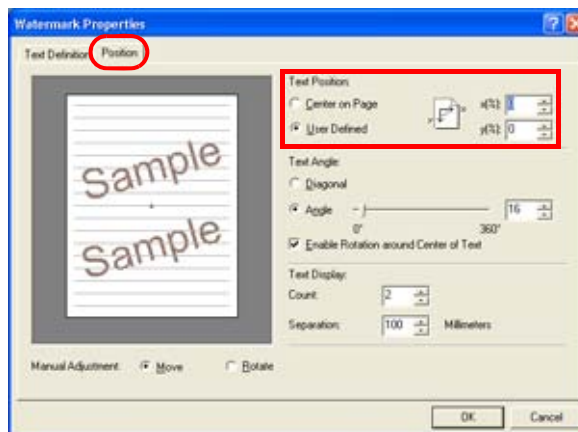 Watermark Properties
Text Definition Position
Text Position:
Center on Page x(%): 0
User Defined y(%): 0
Text Angle:
Diagonal
Angle 16
0° 360°
Enable Rotation around Center of Text
Text Display:
Count: 2
Separation: 100 Millimeters
Sample
Sample
Manual Adjustment: Move Rotate
OK Cancel